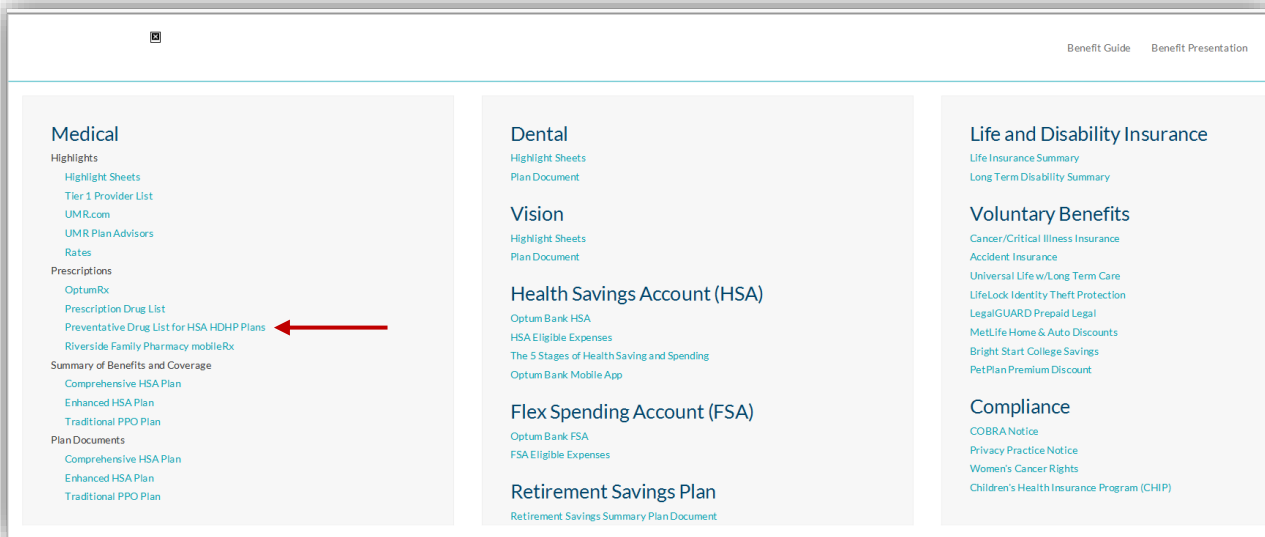 Benefit Guide Benefit Presentation
Medical
Highlights
Highlight Sheets
Tier 1 Provider List
UMR.com
UMR Plan Advisors
Rates
Prescriptions
OptumRx
Prescription Drug List
Preventative Drug List for HSA HDHP Plans
Riverside Family Pharmacy mobileRx
Summary of Benefits and Coverage
Comprehensive HSA Plan
Enhanced HSA Plan
Traditional PPO Plan
Plan Documents
Comprehensive HSA Plan
Enhanced HSA Plan
Traditional PPO Plan
Dental
Highlight Sheets
Plan Document
Vision
Highlight Sheets
Plan Document
Health Savings Account (HSA)
Optum Bank HSA
HSA Eligible Expenses
The 5 Stages of Health Saving and Spending
Optum Bank Mobile App
Flex Spending Account (FSA)
Optum Bank FSA
FSA Eligible Expenses
Retirement Savings Plan
Retirement Savings Summary Plan Document
Life and Disability Insurance
Life Insurance Summary
Long Term Disability Summary
Voluntary Benefits
Cancer/Critical Illness Insurance
Accident Insurance
Universal Life w/Long Term Care
LifeLock Identity Theft Protection
LegalGUARD Prepaid Legal
MetLife Home & Auto Discounts
Bright Start College Savings
PetPlan Premium Discount
Compliance
COBRA Notice
Privacy Practice Notice
Women's Cancer Rights
Children's Health Insurance Program (CHIP)